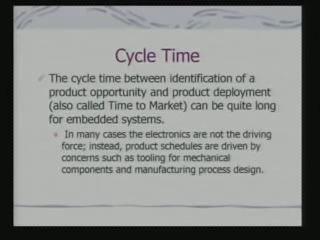 Cycle Time
The cycle time between identification of a
product opportunity and product deployment
(also called Time to Market) can be quite long
for embedded systems.
In many cases the electronics are not the driving
force; instead, product schedules are driven by
concerns such as tooling for mechanical
components and manufacturing process design.